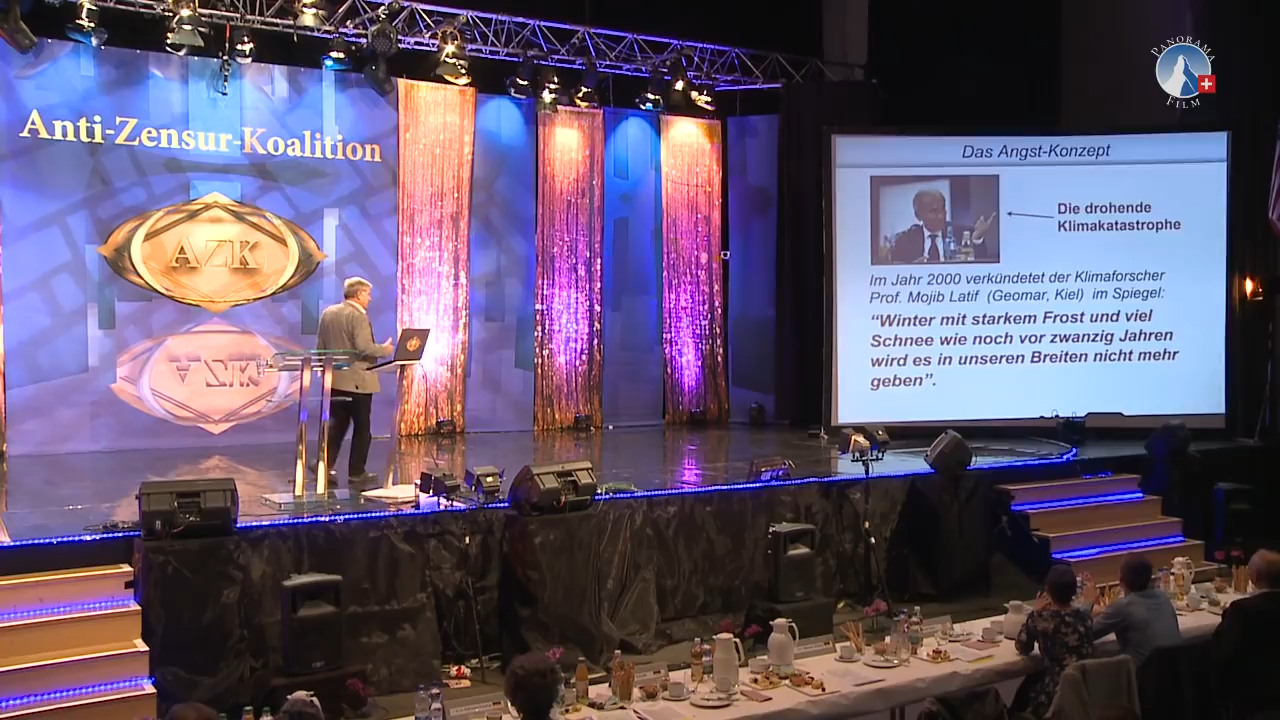 PANORAMA
FILM
Anti-Zensur-Koalition
AZK
Das Angst-Konzept
Die drohende
Klimakatastrophe
Im Jahr 2000 verkündetet der Klimaforscher
Prof. Mojib Latif (Geomar, Kiel) im Spiegel:
“Winter mit starkem Frost und viel
Schnee wie noch vor zwanzig Jahren
wird es in unseren Breiten nicht mehr
geben”.